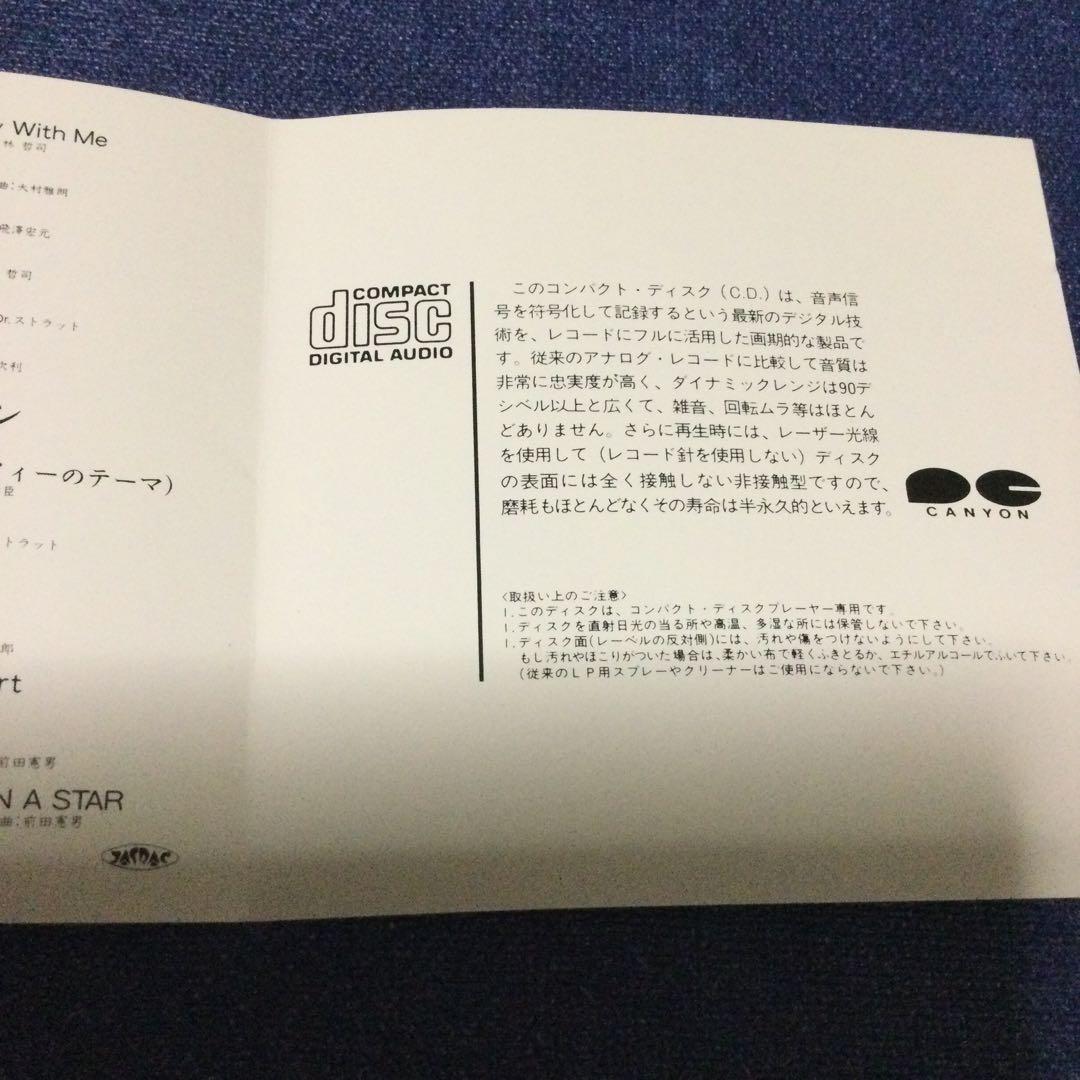 With Me
林 哲司
曲:大村雅朗
飛澤宏元
哲司
Dr.ストラット
次利
ン
ィーのテーマ)
臣
トラット
郎
rt
前田憲男
N A STAR
曲:前田憲男
JASRAC
COMPACT
disc
DIGITAL AUDIO
このコンパクト・ディスク(C.D.)は、音声信
号を符号化して記録するという最新のデジタル技
術を、レコードにフルに活用した画期的な製品で
す。従来のアナログ・レコードに比較して音質は
非常に忠実度が高く、ダイナミックレンジは90デ
シベル以上と広くて、雑音、回転ムラ等はほとん
どありません。さらに再生時には、レーザー光線
を使用して(レコード針を使用しない)ディスク
の表面には全く接触しない非接触型ですので、
磨耗もほとんどなくその寿命は半永久的といえます。
CANYON
〈取扱い上のご注意〉
1.このディスクは、コンパクト・ディスクプレーヤー専用です。
1.ディスクを直射日光の当る所や高温、多湿な所には保管しないで下さい。
1.ディスク面(レーベルの反対側)には、汚れや傷をつけないようにして下さい。
もし汚れやほこりがついた場合は、柔かい布で軽くふきとるか、エチルアルコールでふいて下さい。
(従来のLP用スプレーやクリーナーはご使用にならないで下さい。)